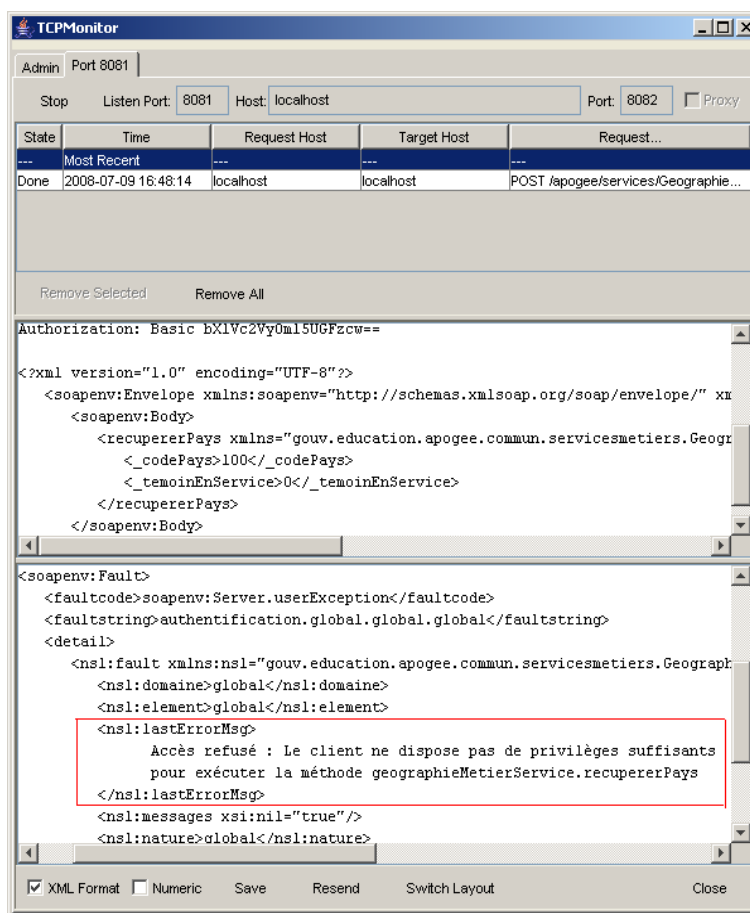 TCPMonitor
Admin Port 8081
Stop Listen Port: 8081 Host: localhost Port: 8082 Proxy
State Time Request Host Target Host Request...
--- Most Recent --- --- ---
Done 2008-07-09 16:48:14 localhost localhost POST /apogee/services/Geographie...
Remove Selected Remove All
Authorization: Basic bXlVc2VyOm15UGFzcw==
<?xml version="1.0" encoding="UTF-8"?>
<soapenv:Envelope xmlns:soapenv="http://schemas.xmlsoap.org/soap/envelope/" xm
<soapenv:Body>
<recupererPays xmlns="gouv.education.apogee.commun.servicesmetiers.Geogr
<_codePays>100</_codePays>
<_temoinEnService>0</_temoinEnService>
</recupererPays>
</soapenv:Body>
<soapenv:Fault>
<faultcode>soapenv:Server.userException</faultcode>
<faultstring>authentification.global.global.global</faultstring>
<detail>
<ns1:fault xmlns:ns1="gouv.education.apogee.commun.servicesmetiers.Geograph
<ns1:domaine>global</ns1:domaine>
<ns1:element>global</ns1:element>
<ns1:lastErrorMsg>
Accès refusé : Le client ne dispose pas de privilèges suffisants
pour exécuter la méthode geographieMetierService.recupererPays
</ns1:lastErrorMsg>
<ns1:messages xsi:nil="true"/>
<ns1:nature>global</ns1:nature>
XML Format Numeric Save Resend Switch Layout Close